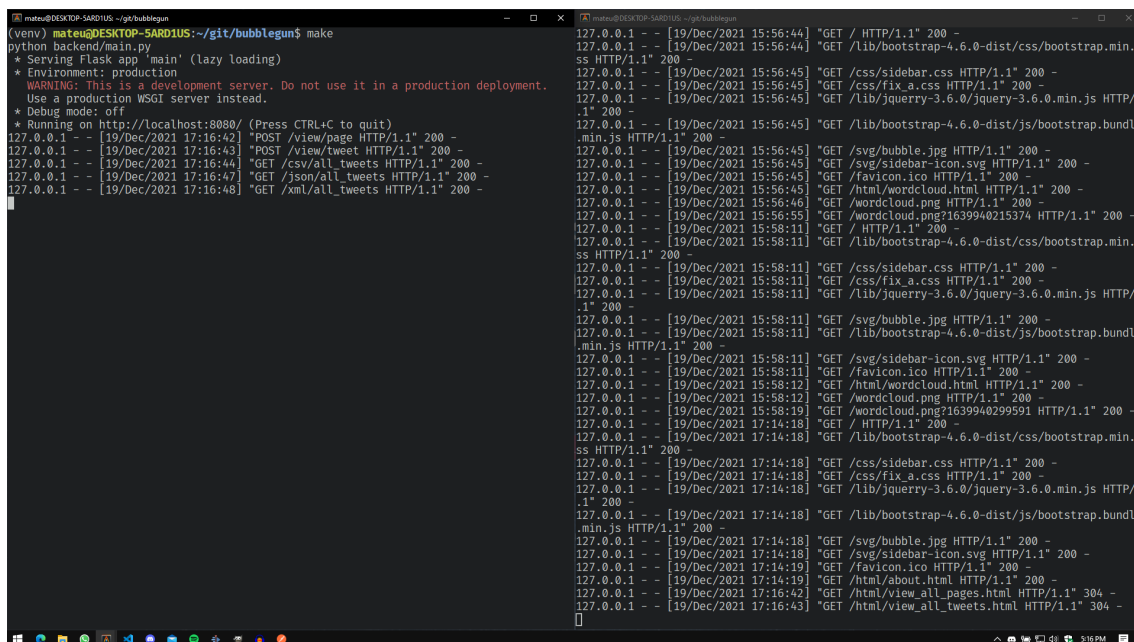 mateu@DESKTOP-5ARD1US: ~/git/bubblegun
(venv) mateu@DESKTOP-5ARD1US:~/git/bubblegun$ make
python backend/main.py
 * Serving Flask app 'main' (lazy loading)
 * Environment: production
   WARNING: This is a development server. Do not use it in a production deployment.
   Use a production WSGI server instead.
 * Debug mode: off
 * Running on http://localhost:8080/ (Press CTRL+C to quit)
127.0.0.1 - - [19/Dec/2021 17:16:42] "POST /view/page HTTP/1.1" 200 -
127.0.0.1 - - [19/Dec/2021 17:16:43] "POST /view/tweet HTTP/1.1" 200 -
127.0.0.1 - - [19/Dec/2021 17:16:44] "GET /csv/all_tweets HTTP/1.1" 200 -
127.0.0.1 - - [19/Dec/2021 17:16:47] "GET /json/all_tweets HTTP/1.1" 200 -
127.0.0.1 - - [19/Dec/2021 17:16:48] "GET /xml/all_tweets HTTP/1.1" 200 -
mateu@DESKTOP-5ARD1US: ~/git/bubblegun
127.0.0.1 - - [19/Dec/2021 15:56:44] "GET / HTTP/1.1" 200 -
127.0.0.1 - - [19/Dec/2021 15:56:45] "GET /lib/bootstrap-4.6.0-dist/css/bootstrap.min.
ss HTTP/1.1" 200 -
127.0.0.1 - - [19/Dec/2021 15:56:45] "GET /css/sidebar.css HTTP/1.1" 200 -
127.0.0.1 - - [19/Dec/2021 15:56:45] "GET /css/fix_a.css HTTP/1.1" 200 -
127.0.0.1 - - [19/Dec/2021 15:56:45] "GET /lib/jquerry-3.6.0/jquery-3.6.0.min.js HTTP/
.1" 200 -
127.0.0.1 - - [19/Dec/2021 15:56:45] "GET /lib/bootstrap-4.6.0-dist/js/bootstrap.bundl
.min.js HTTP/1.1" 200 -
127.0.0.1 - - [19/Dec/2021 15:56:45] "GET /svg/bubble.jpg HTTP/1.1" 200 -
127.0.0.1 - - [19/Dec/2021 15:56:45] "GET /svg/sidebar-icon.svg HTTP/1.1" 200 -
127.0.0.1 - - [19/Dec/2021 15:56:45] "GET /favicon.ico HTTP/1.1" 200 -
127.0.0.1 - - [19/Dec/2021 15:56:45] "GET /html/wordcloud.html HTTP/1.1" 200 -
127.0.0.1 - - [19/Dec/2021 15:56:46] "GET /wordcloud.png HTTP/1.1" 200 -
127.0.0.1 - - [19/Dec/2021 15:56:55] "GET /wordcloud.png?1639940215374 HTTP/1.1" 200 -
127.0.0.1 - - [19/Dec/2021 15:58:11] "GET / HTTP/1.1" 200 -
127.0.0.1 - - [19/Dec/2021 15:58:11] "GET /lib/bootstrap-4.6.0-dist/css/bootstrap.min.
ss HTTP/1.1" 200 -
127.0.0.1 - - [19/Dec/2021 15:58:11] "GET /css/sidebar.css HTTP/1.1" 200 -
127.0.0.1 - - [19/Dec/2021 15:58:11] "GET /css/fix_a.css HTTP/1.1" 200 -
127.0.0.1 - - [19/Dec/2021 15:58:11] "GET /lib/jquerry-3.6.0/jquery-3.6.0.min.js HTTP/
.1" 200 -
127.0.0.1 - - [19/Dec/2021 15:58:11] "GET /svg/bubble.jpg HTTP/1.1" 200 -
127.0.0.1 - - [19/Dec/2021 15:58:11] "GET /lib/bootstrap-4.6.0-dist/js/bootstrap.bundl
.min.js HTTP/1.1" 200 -
127.0.0.1 - - [19/Dec/2021 15:58:11] "GET /svg/sidebar-icon.svg HTTP/1.1" 200 -
127.0.0.1 - - [19/Dec/2021 15:58:11] "GET /favicon.ico HTTP/1.1" 200 -
127.0.0.1 - - [19/Dec/2021 15:58:12] "GET /html/wordcloud.html HTTP/1.1" 200 -
127.0.0.1 - - [19/Dec/2021 15:58:12] "GET /wordcloud.png HTTP/1.1" 200 -
127.0.0.1 - - [19/Dec/2021 15:58:19] "GET /wordcloud.png?1639940299591 HTTP/1.1" 200 -
127.0.0.1 - - [19/Dec/2021 17:14:18] "GET / HTTP/1.1" 200 -
127.0.0.1 - - [19/Dec/2021 17:14:18] "GET /lib/bootstrap-4.6.0-dist/css/bootstrap.min.
ss HTTP/1.1" 200 -
127.0.0.1 - - [19/Dec/2021 17:14:18] "GET /css/sidebar.css HTTP/1.1" 200 -
127.0.0.1 - - [19/Dec/2021 17:14:18] "GET /css/fix_a.css HTTP/1.1" 200 -
127.0.0.1 - - [19/Dec/2021 17:14:18] "GET /lib/jquerry-3.6.0/jquery-3.6.0.min.js HTTP/
.1" 200 -
127.0.0.1 - - [19/Dec/2021 17:14:18] "GET /lib/bootstrap-4.6.0-dist/js/bootstrap.bundl
.min.js HTTP/1.1" 200 -
127.0.0.1 - - [19/Dec/2021 17:14:18] "GET /svg/bubble.jpg HTTP/1.1" 200 -
127.0.0.1 - - [19/Dec/2021 17:14:18] "GET /svg/sidebar-icon.svg HTTP/1.1" 200 -
127.0.0.1 - - [19/Dec/2021 17:14:19] "GET /favicon.ico HTTP/1.1" 200 -
127.0.0.1 - - [19/Dec/2021 17:14:19] "GET /html/about.html HTTP/1.1" 200 -
127.0.0.1 - - [19/Dec/2021 17:16:42] "GET /html/view_all_pages.html HTTP/1.1" 304 -
127.0.0.1 - - [19/Dec/2021 17:16:43] "GET /html/view_all_tweets.html HTTP/1.1" 304 -
5:16 PM